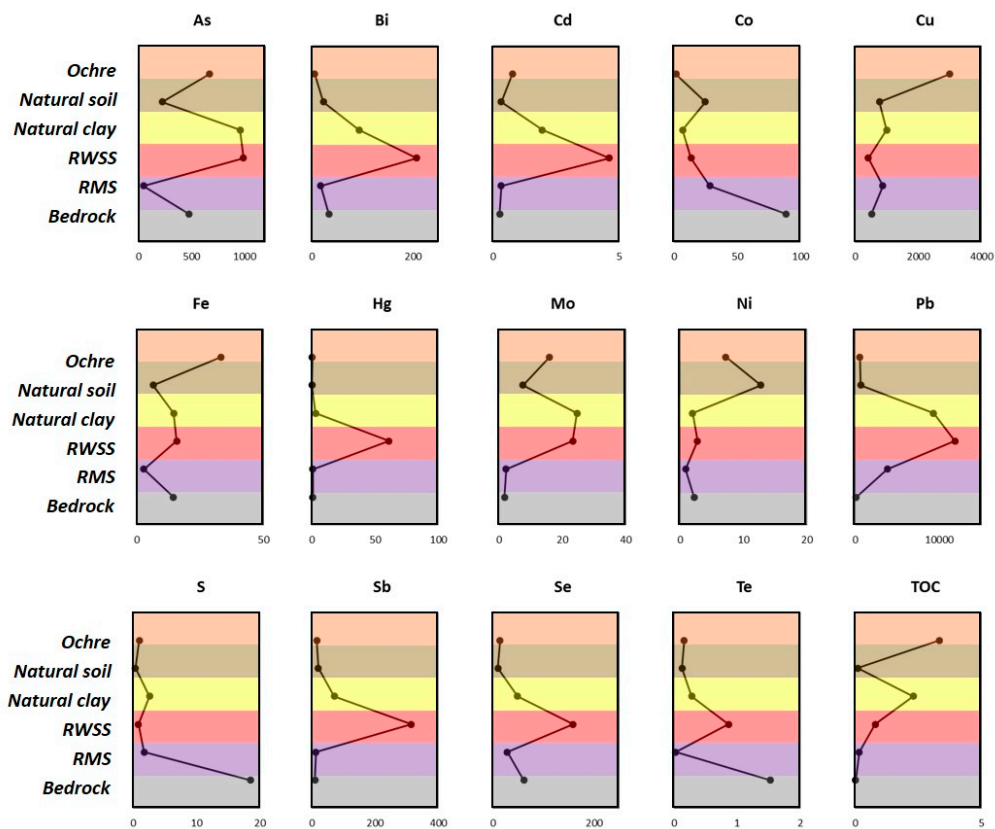 As Bi Cd Co Cu
Ochre
Natural soil
Natural clay
RWSS
RMS
Bedrock
0 500 1000 0 200 0 5 0 50 100 0 2000 4000
Fe Hg Mo Ni Pb
Ochre
Natural soil
Natural clay
RWSS
RMS
Bedrock
0 50 0 50 100 0 20 40 0 10 20 0 10000
S Sb Se Te TOC
Ochre
Natural soil
Natural clay
RWSS
RMS
Bedrock
0 10 20 0 200 400 0 200 0 1 2 0 5